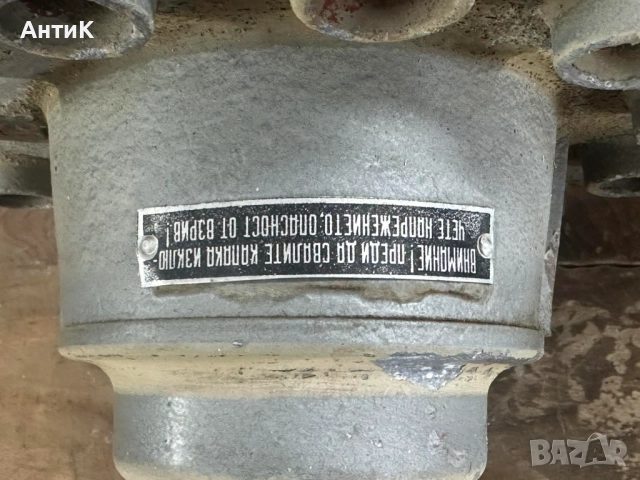 АнтиК
ВНИМАНИЕ! ПРЕДИ ДА СВАЛИТЕ КАПАКА ИЗКЛЮ-
ЧЕТЕ НАПРЕЖЕНИЕТО. ОПАСНОСТ ОТ ВЗРИВ!
BAZAR